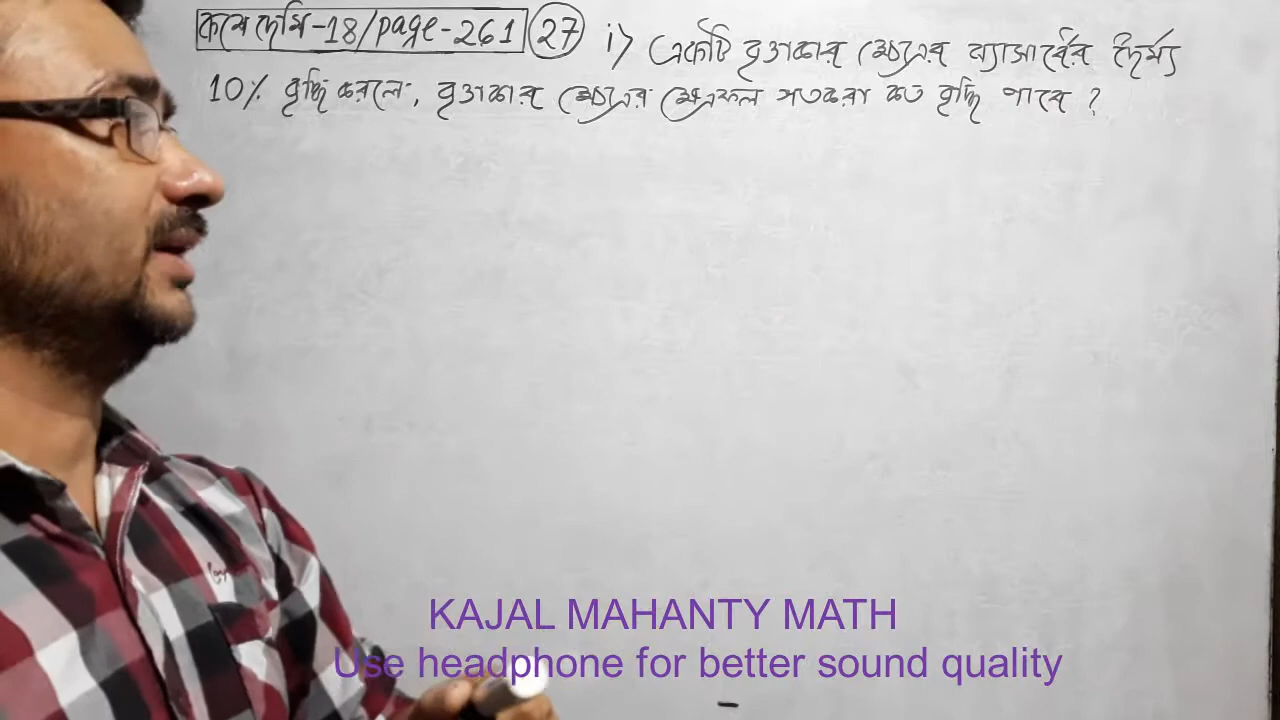 কষে দেখি-18/page-261 27 i) একটি বৃত্তাকার ক্ষেত্রের ব্যাসার্ধের দৈর্ঘ্য
10% বৃদ্ধি করলে, বৃত্তাকার ক্ষেত্রের ক্ষেত্রফল শতকরা কত বৃদ্ধি পাবে ?
KAJAL MAHANTY MATH
Use headphone for better sound quality